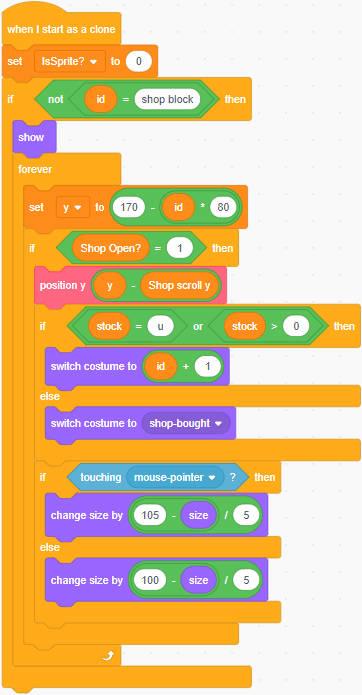 when I start as a clone
set IsSprite? to 0
if not id = shop block then
show
forever
set y to 170 - id * 80
if Shop Open? = 1 then
position y y - Shop scroll y
if stock = u or stock > 0 then
switch costume to id + 1
else
switch costume to shop-bought
if touching mouse-pointer ? then
change size by 105 - size / 5
else
change size by 100 - size / 5